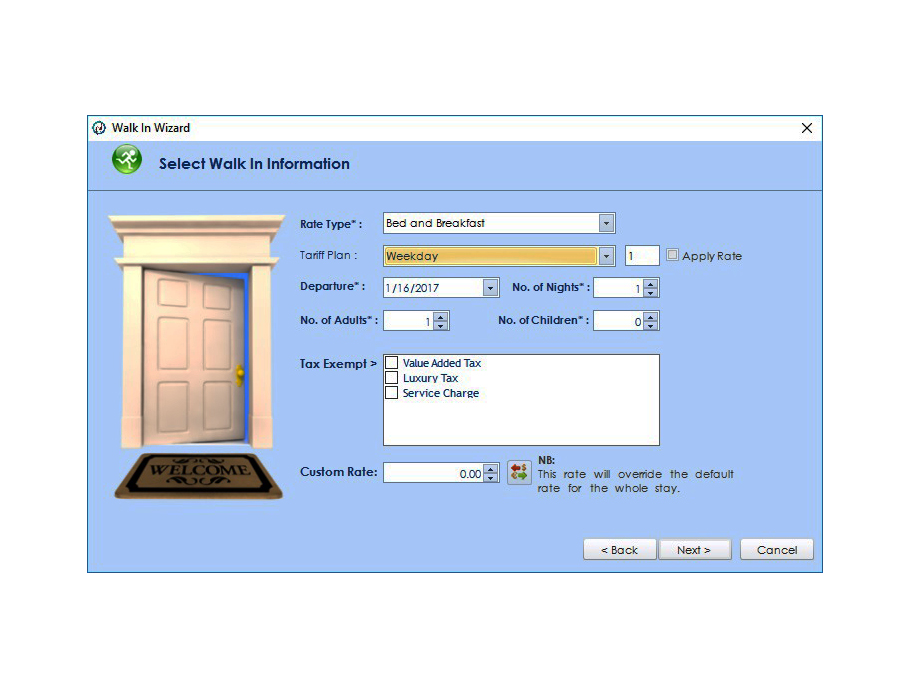 Walk In Wizard
Select Walk In Information
Rate Type* : Bed and Breakfast
Tariff Plan : Weekday 1 Apply Rate
Departure* : 1/16/2017 No. of Nights* : 1
No. of Adults* : 1 No. of Children* : 0
Tax Exempt > Value Added Tax
Luxury Tax
Service Charge
WELCOME
Custom Rate: 0.00 NB:
This rate will override the default
rate for the whole stay.
< Back Next > Cancel